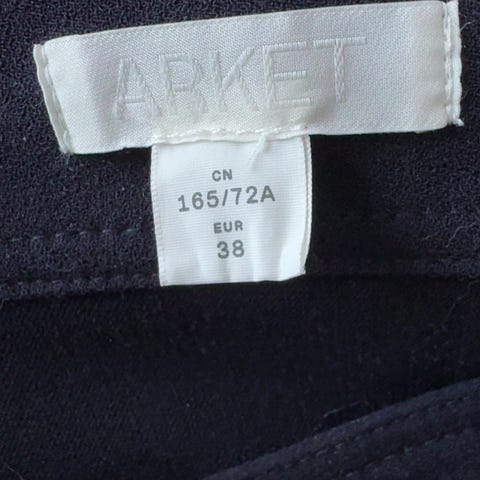 ARKET
CN
165/72A
EUR
38